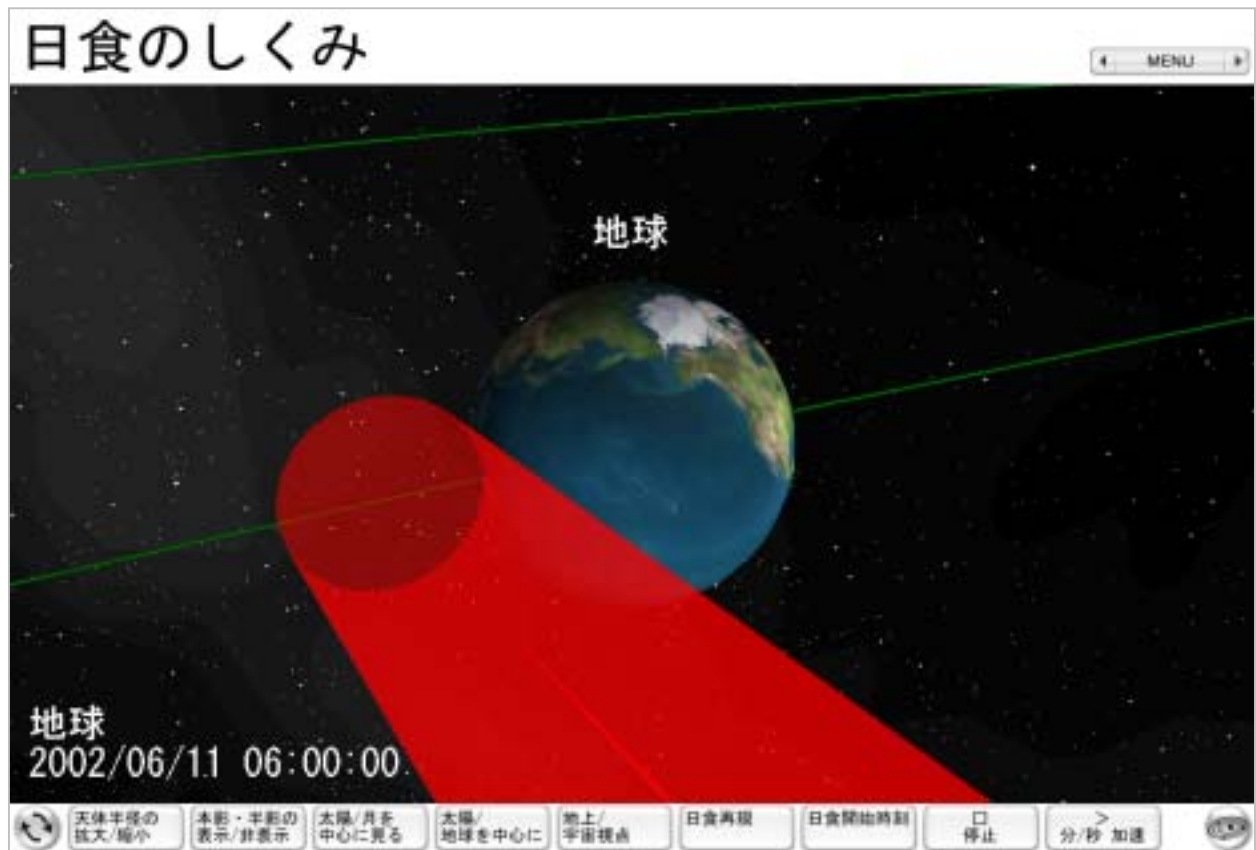 日食のしくみ
MENU
地球
地球
2002/06/11 06:00:00
天体半径の
拡大/縮小
本影・半影の
表示/非表示
太陽/月を
中心に見る
太陽/
地球を中心に
地上/
宇宙視点
日食再現
日食開始時刻
□
停止
>
分/秒 加速